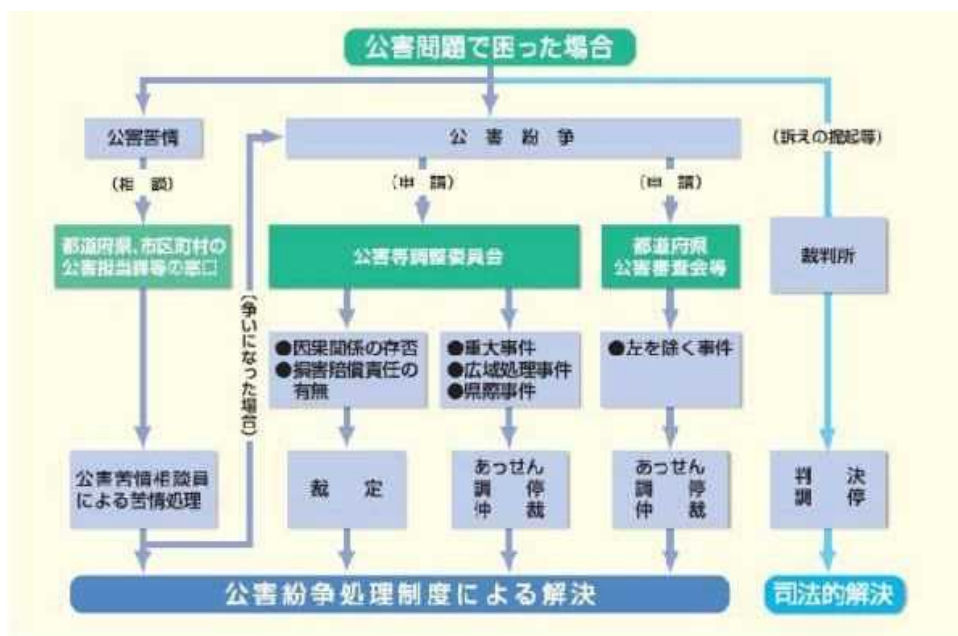 公害問題で困った場合
公害苦情
公 害 紛 争
(訴えの提起等)
(相 談)
(申 請)
(申 請)
都道府県、市区町村の
公害担当課等の窓口
公害等調整委員会
都道府県
公害審査会等
裁判所
(争いになった場合)
●因果関係の存否
●損害賠償責任の
有無
●重大事件
●広域処理事件
●県際事件
●左を除く事件
公害苦情相談員
による苦情処理
裁 定
あっせん
調 停
仲 裁
あっせん
調 停
仲 裁
判 決
調 停
公害紛争処理制度による解決
司法的解決